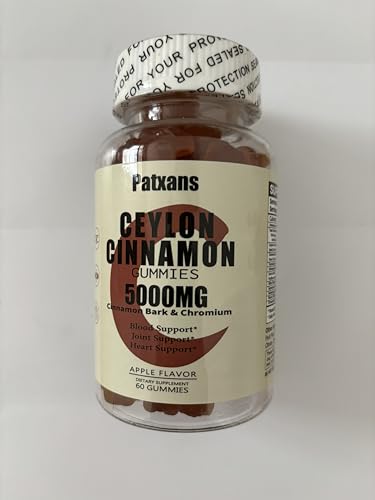 SEALED FOR YOUR PROTECTION
Patxans
CEYLON
CINNAMON
GUMMIES
5000MG
Cinnamon Bark & Chromium
Blood Support*
Joint Support*
Heart Support*
APPLE FLAVOR
DIETARY SUPPLEMENT
60 GUMMIES